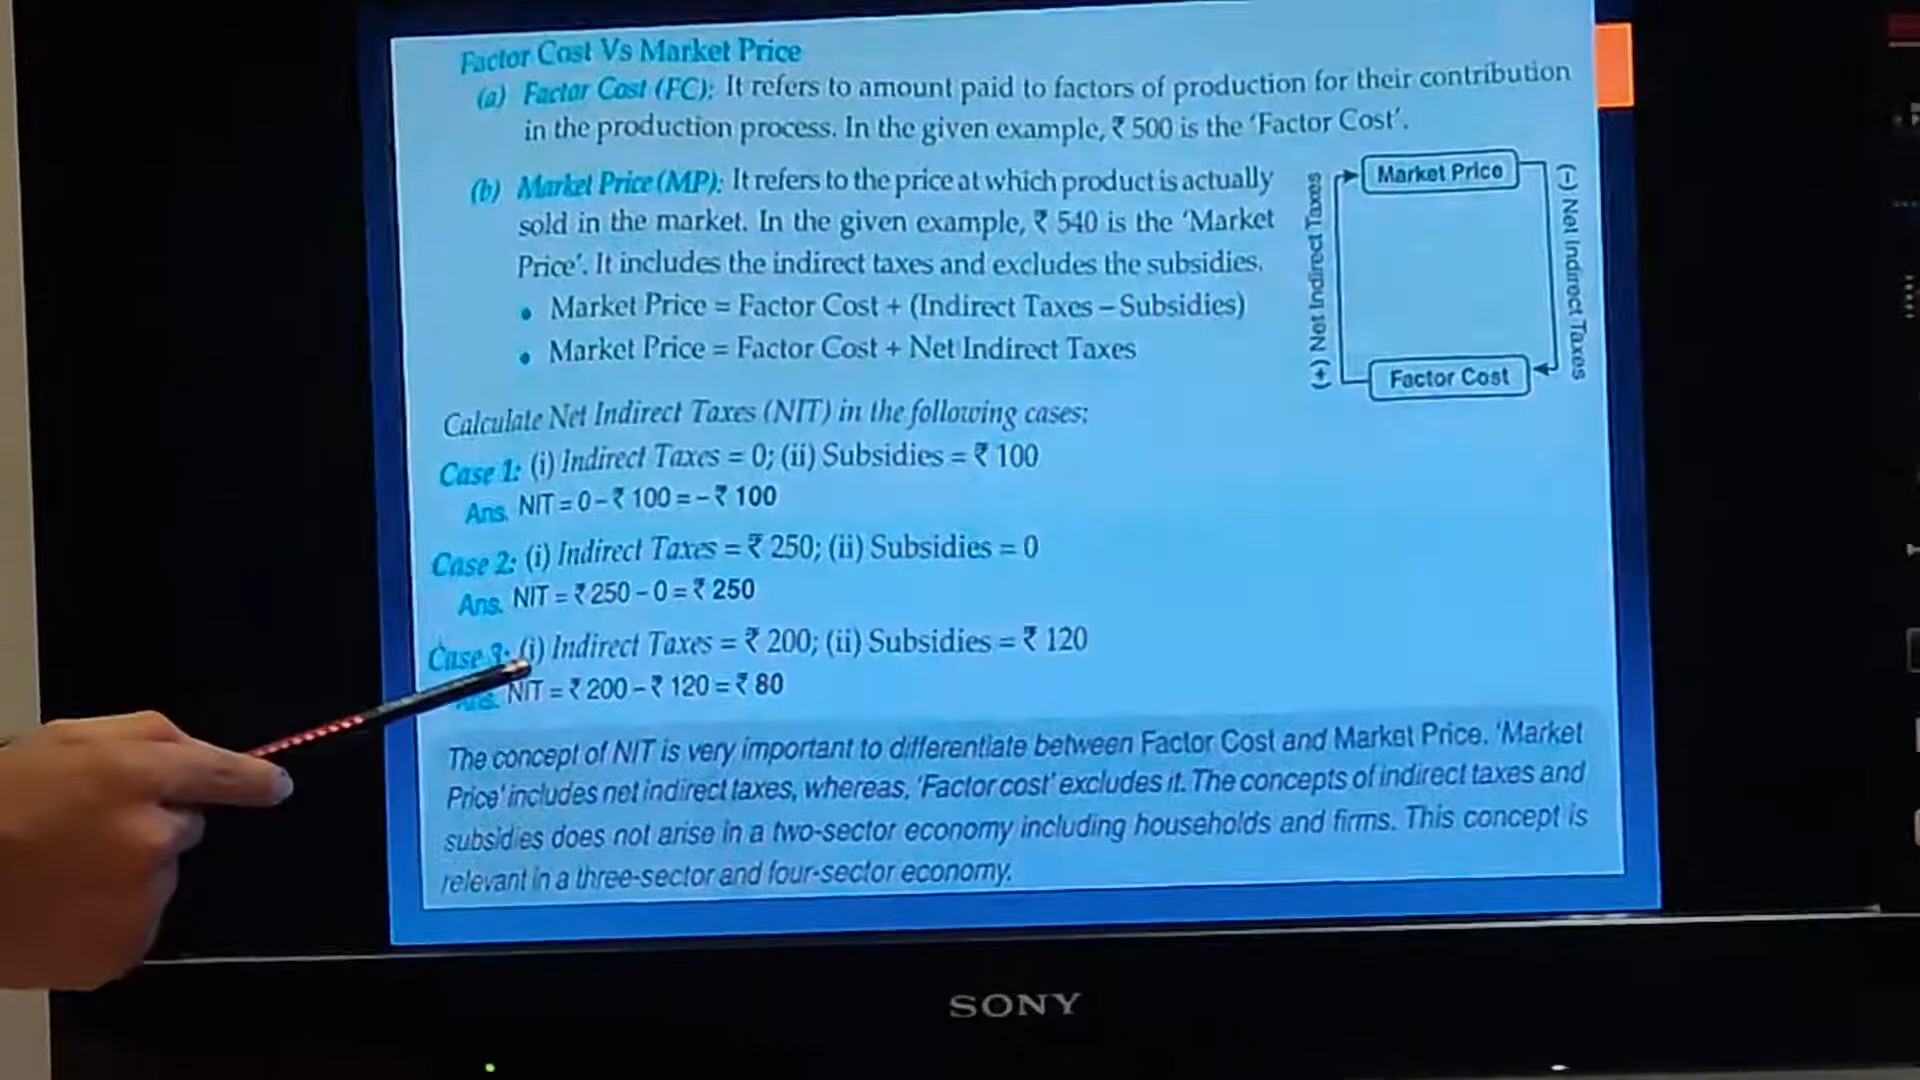 Factor Cost Vs Market Price
(a) Factor Cost (FC): It refers to amount paid to factors of production for their contribution
in the production process. In the given example, ₹ 500 is the 'Factor Cost'.
(b) Market Price (MP): It refers to the price at which product is actually
sold in the market. In the given example, ₹ 540 is the 'Market
Price'. It includes the indirect taxes and excludes the subsidies.
• Market Price = Factor Cost + (Indirect Taxes – Subsidies)
• Market Price = Factor Cost + Net Indirect Taxes
Market Price
(+) Net Indirect Taxes
(-) Net Indirect Taxes
Factor Cost
Calculate Net Indirect Taxes (NIT) in the following cases:
Case 1: (i) Indirect Taxes = 0; (ii) Subsidies = ₹ 100
Ans. NIT = 0 – ₹ 100 = – ₹ 100
Case 2: (i) Indirect Taxes = ₹ 250; (ii) Subsidies = 0
Ans. NIT = ₹ 250 – 0 = ₹ 250
Case 3: (i) Indirect Taxes = ₹ 200; (ii) Subsidies = ₹ 120
Ans. NIT = ₹ 200 – ₹ 120 = ₹ 80
The concept of NIT is very important to differentiate between Factor Cost and Market Price. 'Market
Price' includes net indirect taxes, whereas, 'Factor cost' excludes it. The concepts of indirect taxes and
subsidies does not arise in a two-sector economy including households and firms. This concept is
relevant in a three-sector and four-sector economy.
SONY